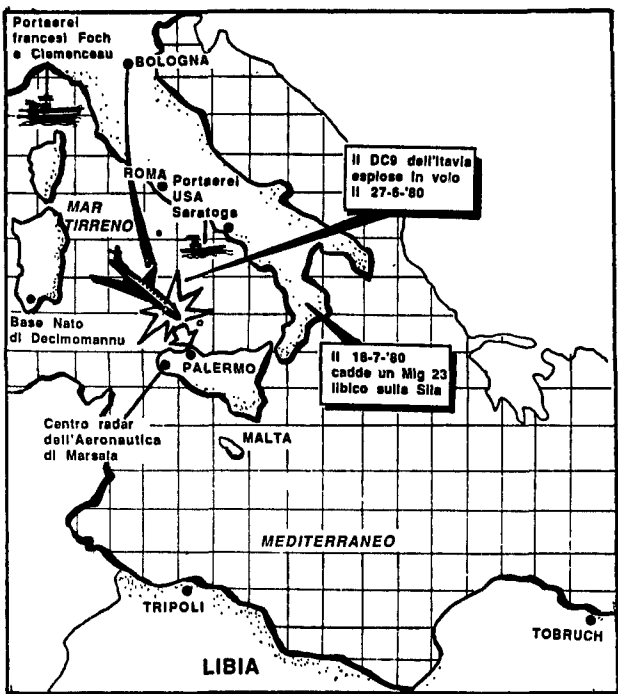 Portaerei
francesi Foch
e Clemenceau
BOLOGNA
Il DC9 dell'Itavia
esplose in volo
il 27-6-'80
ROMA
Portaerei
USA
Saratoga
MAR
TIRRENO
Base Nato
di Decimomannu
Il 18-7-'80
cadde un Mig 23
libico sulla Sila
PALERMO
Centro radar
dell'Aeronautica
di Marsala
MALTA
MEDITERRANEO
TRIPOLI
TOBRUCH
LIBIA